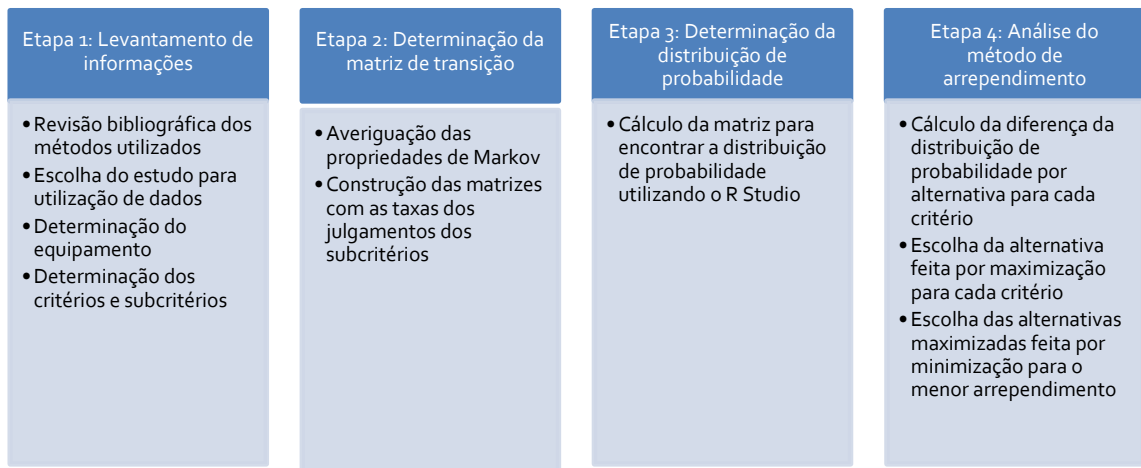 Etapa 1: Levantamento de
informações
• Revisão bibliográfica dos
métodos utilizados
• Escolha do estudo para
utilização de dados
• Determinação do
equipamento
• Determinação dos
critérios e subcritérios
Etapa 2: Determinação da
matriz de transição
• Averiguação das
propriedades de Markov
• Construção das matrizes
com as taxas dos
julgamentos dos
subcritérios
Etapa 3: Determinação da
distribuição de
probabilidade
• Cálculo da matriz para
encontrar a distribuição
de probabilidade
utilizando o R Studio
Etapa 4: Análise do
método de
arrependimento
• Cálculo da diferença da
distribuição de
probabilidade por
alternativa para cada
critério
• Escolha da alternativa
feita por maximização
para cada critério
• Escolha das alternativas
maximizadas feita por
minimização para o
menor arrependimento